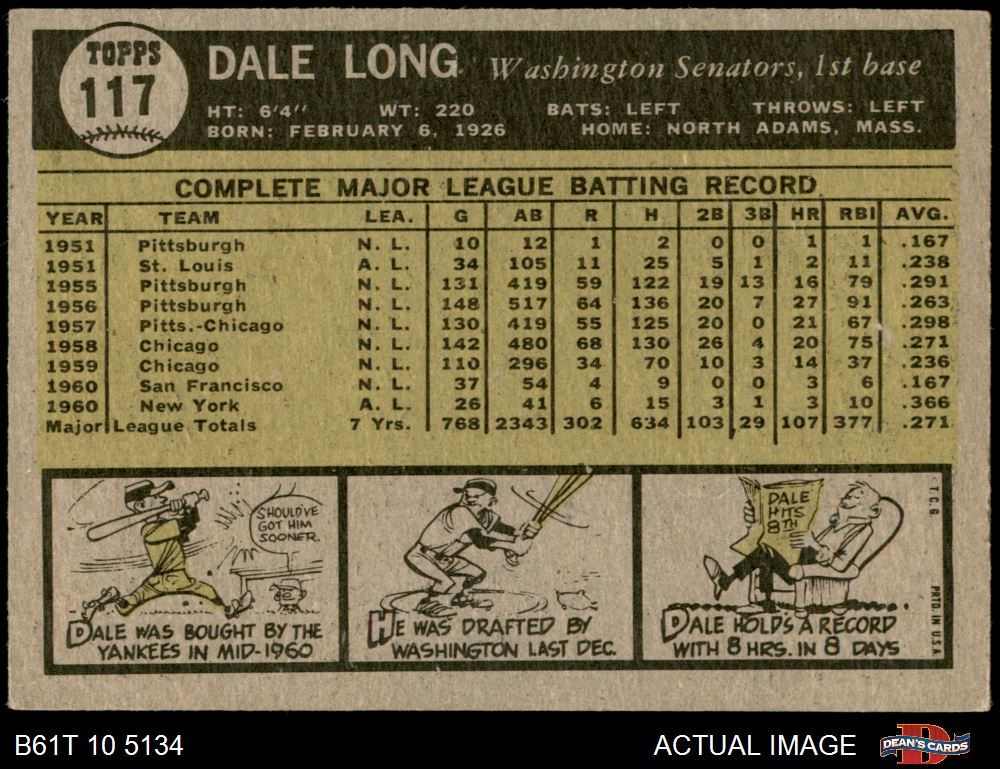 TOPPS
117
DALE LONG Washington Senators, 1st base
HT: 6'4" WT: 220 BATS: LEFT THROWS: LEFT
BORN: FEBRUARY 6, 1926 HOME: NORTH ADAMS, MASS.
COMPLETE MAJOR LEAGUE BATTING RECORD
YEAR TEAM LEA. G AB R H 2B 3B HR RBI AVG.
1951 Pittsburgh N. L. 10 12 1 2 0 0 1 1 .167
1951 St. Louis A. L. 34 105 11 25 5 1 2 11 .238
1955 Pittsburgh N. L. 131 419 59 122 19 13 16 79 .291
1956 Pittsburgh N. L. 148 517 64 136 20 7 27 91 .263
1957 Pitts.-Chicago N. L. 130 419 55 125 20 0 21 67 .298
1958 Chicago N. L. 142 480 68 130 26 4 20 75 .271
1959 Chicago N. L. 110 296 34 70 10 3 14 37 .236
1960 San Francisco N. L. 37 54 4 9 0 0 3 6 .167
1960 New York A. L. 26 41 6 15 3 1 3 10 .366
Major League Totals 7 Yrs. 768 2343 302 634 103 29 107 377 .271
SHOULD'VE
GOT HIM
SOONER.
DALE WAS BOUGHT BY THE
YANKEES IN MID-1960
HE WAS DRAFTED BY
WASHINGTON LAST DEC.
DALE
HITS
8TH
DALE HOLDS A RECORD
WITH 8 HRS. IN 8 DAYS
T.C.G.
PRTD. IN U.S.A.
B61T 10 5134
ACTUAL IMAGE
DEAN'S CARDS